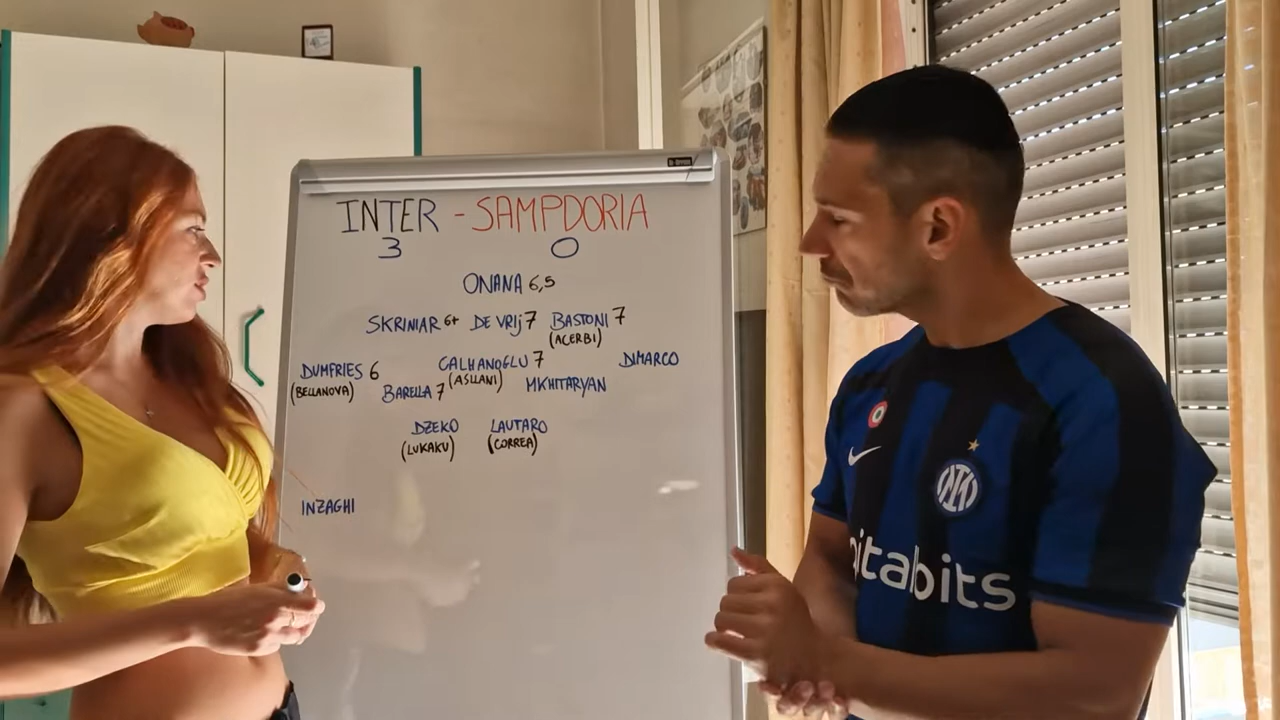 INTER - SAMPDORIA
3 0
ONANA 6,5
SKRINIAR 6+ DE VRIJ 7 BASTONI 7
(ACERBI)
DUMFRIES 6 CALHANOGLU 7 DIMARCO
(BELLANOVA) BARELLA 7 (ASLLANI) MKHITARYAN
DZEKO LAUTARO
(LUKAKU) (CORREA)
INZAGHI
itabits